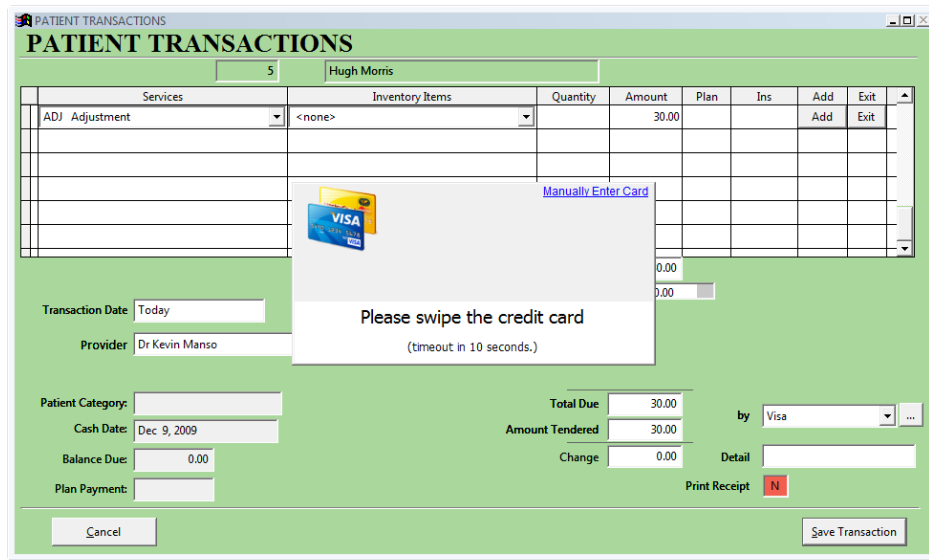 PATIENT TRANSACTIONS
PATIENT TRANSACTIONS
5 Hugh Morris
Services Inventory Items Quantity Amount Plan Ins Add Exit
ADJ Adjustment <none> 30.00 Add Exit
Manually Enter Card
VISA
VISA
0.00
0.00
Please swipe the credit card
(timeout in 10 seconds.)
Transaction Date Today
Provider Dr Kevin Manso
Patient Category:
Total Due 30.00
by Visa ...
Cash Date: Dec 9, 2009
Amount Tendered 30.00
Balance Due: 0.00
Change 0.00
Detail
Plan Payment:
Print Receipt N
Cancel
Save Transaction